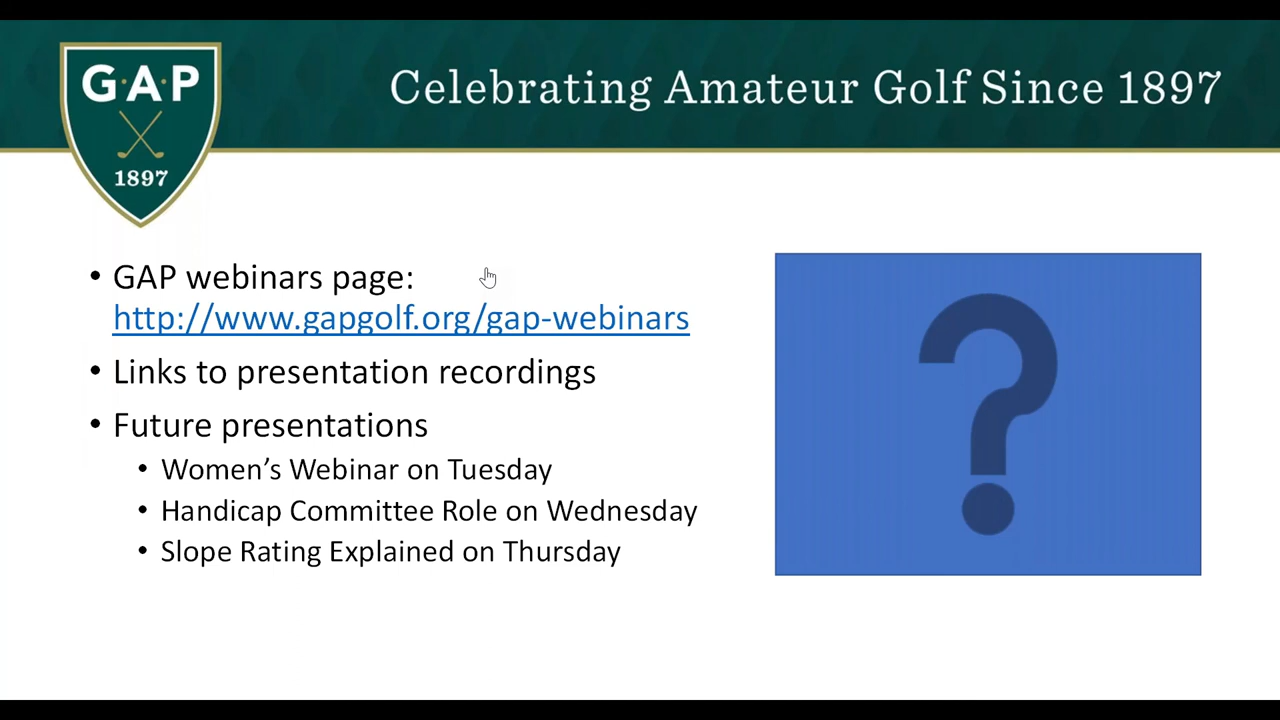 G·A·P
1897
Celebrating Amateur Golf Since 1897
• GAP webinars page:
http://www.gapgolf.org/gap-webinars
• Links to presentation recordings
• Future presentations
• Women’s Webinar on Tuesday
• Handicap Committee Role on Wednesday
• Slope Rating Explained on Thursday
?